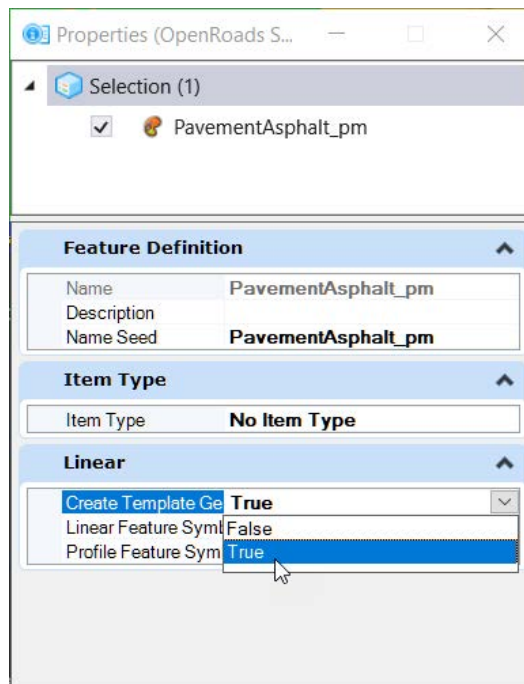 Properties (OpenRoads S...
Selection (1)
PavementAsphalt_pm
Feature Definition
Name PavementAsphalt_pm
Description
Name Seed PavementAsphalt_pm
Item Type
Item Type No Item Type
Linear
Create Template Ge True
Linear Feature Symb False
Profile Feature Sym True